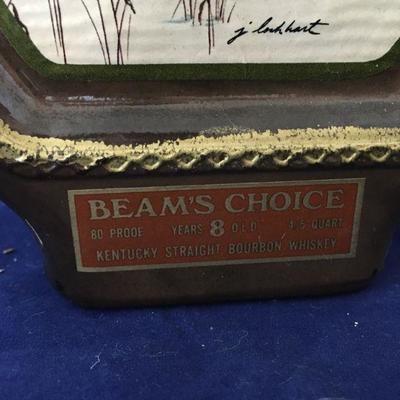 j lockhart
BEAM'S CHOICE
80 PROOF YEARS 8 OLD 4/5 QUART
KENTUCKY STRAIGHT BOURBON WHISKEY